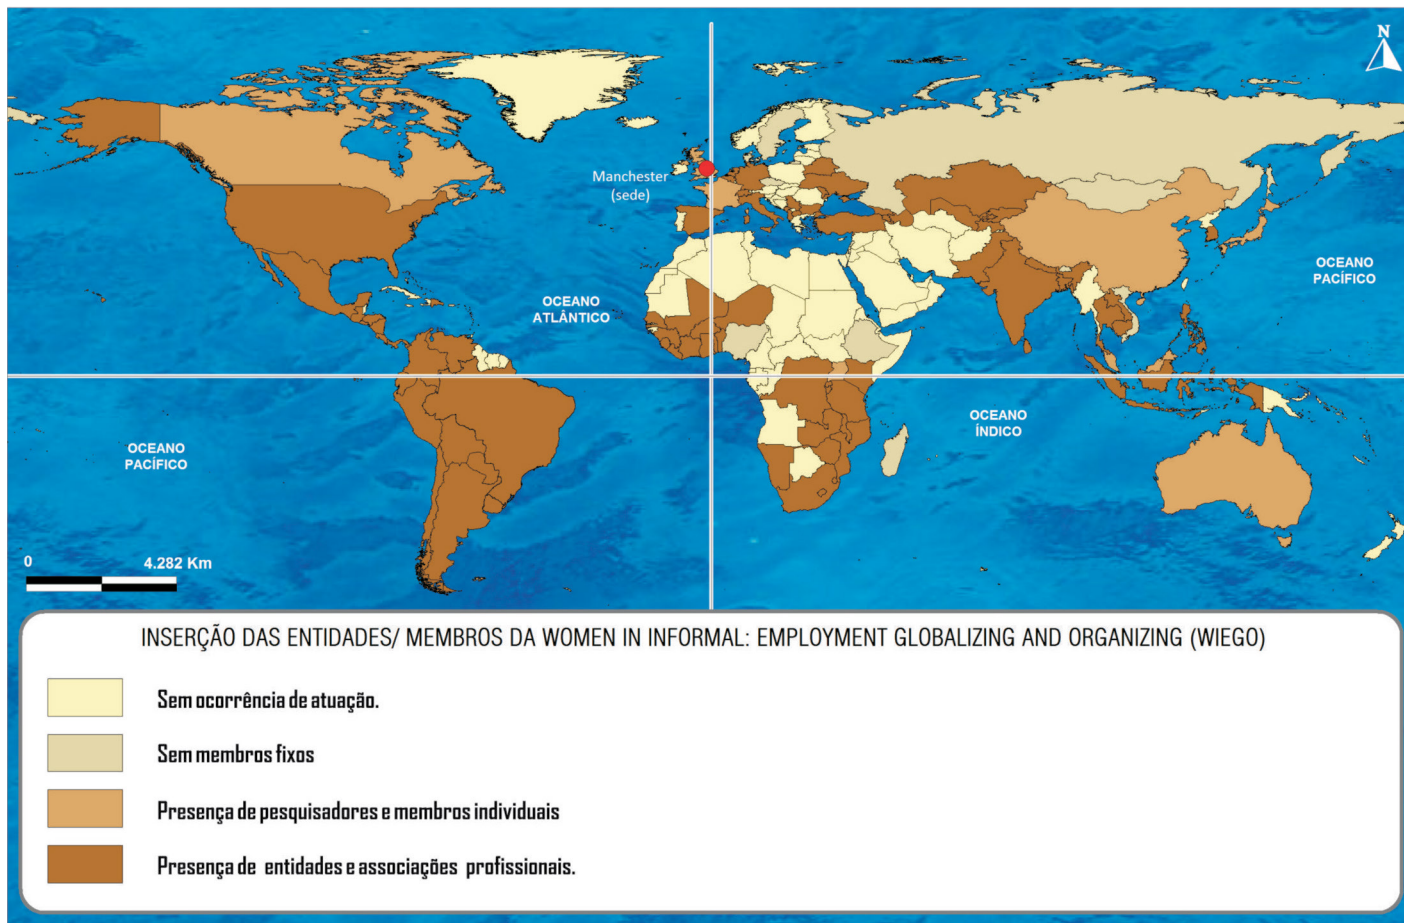 N
Manchester
(sede)
OCEANO
PACÍFICO
OCEANO
ATLÂNTICO
OCEANO
ÍNDICO
OCEANO
PACÍFICO
0 4.282 Km
INSERÇÃO DAS ENTIDADES/ MEMBROS DA WOMEN IN INFORMAL: EMPLOYMENT GLOBALIZING AND ORGANIZING (WIEGO)
Sem ocorrência de atuação.
Sem membros fixos
Presença de pesquisadores e membros individuais
Presença de entidades e associações profissionais.